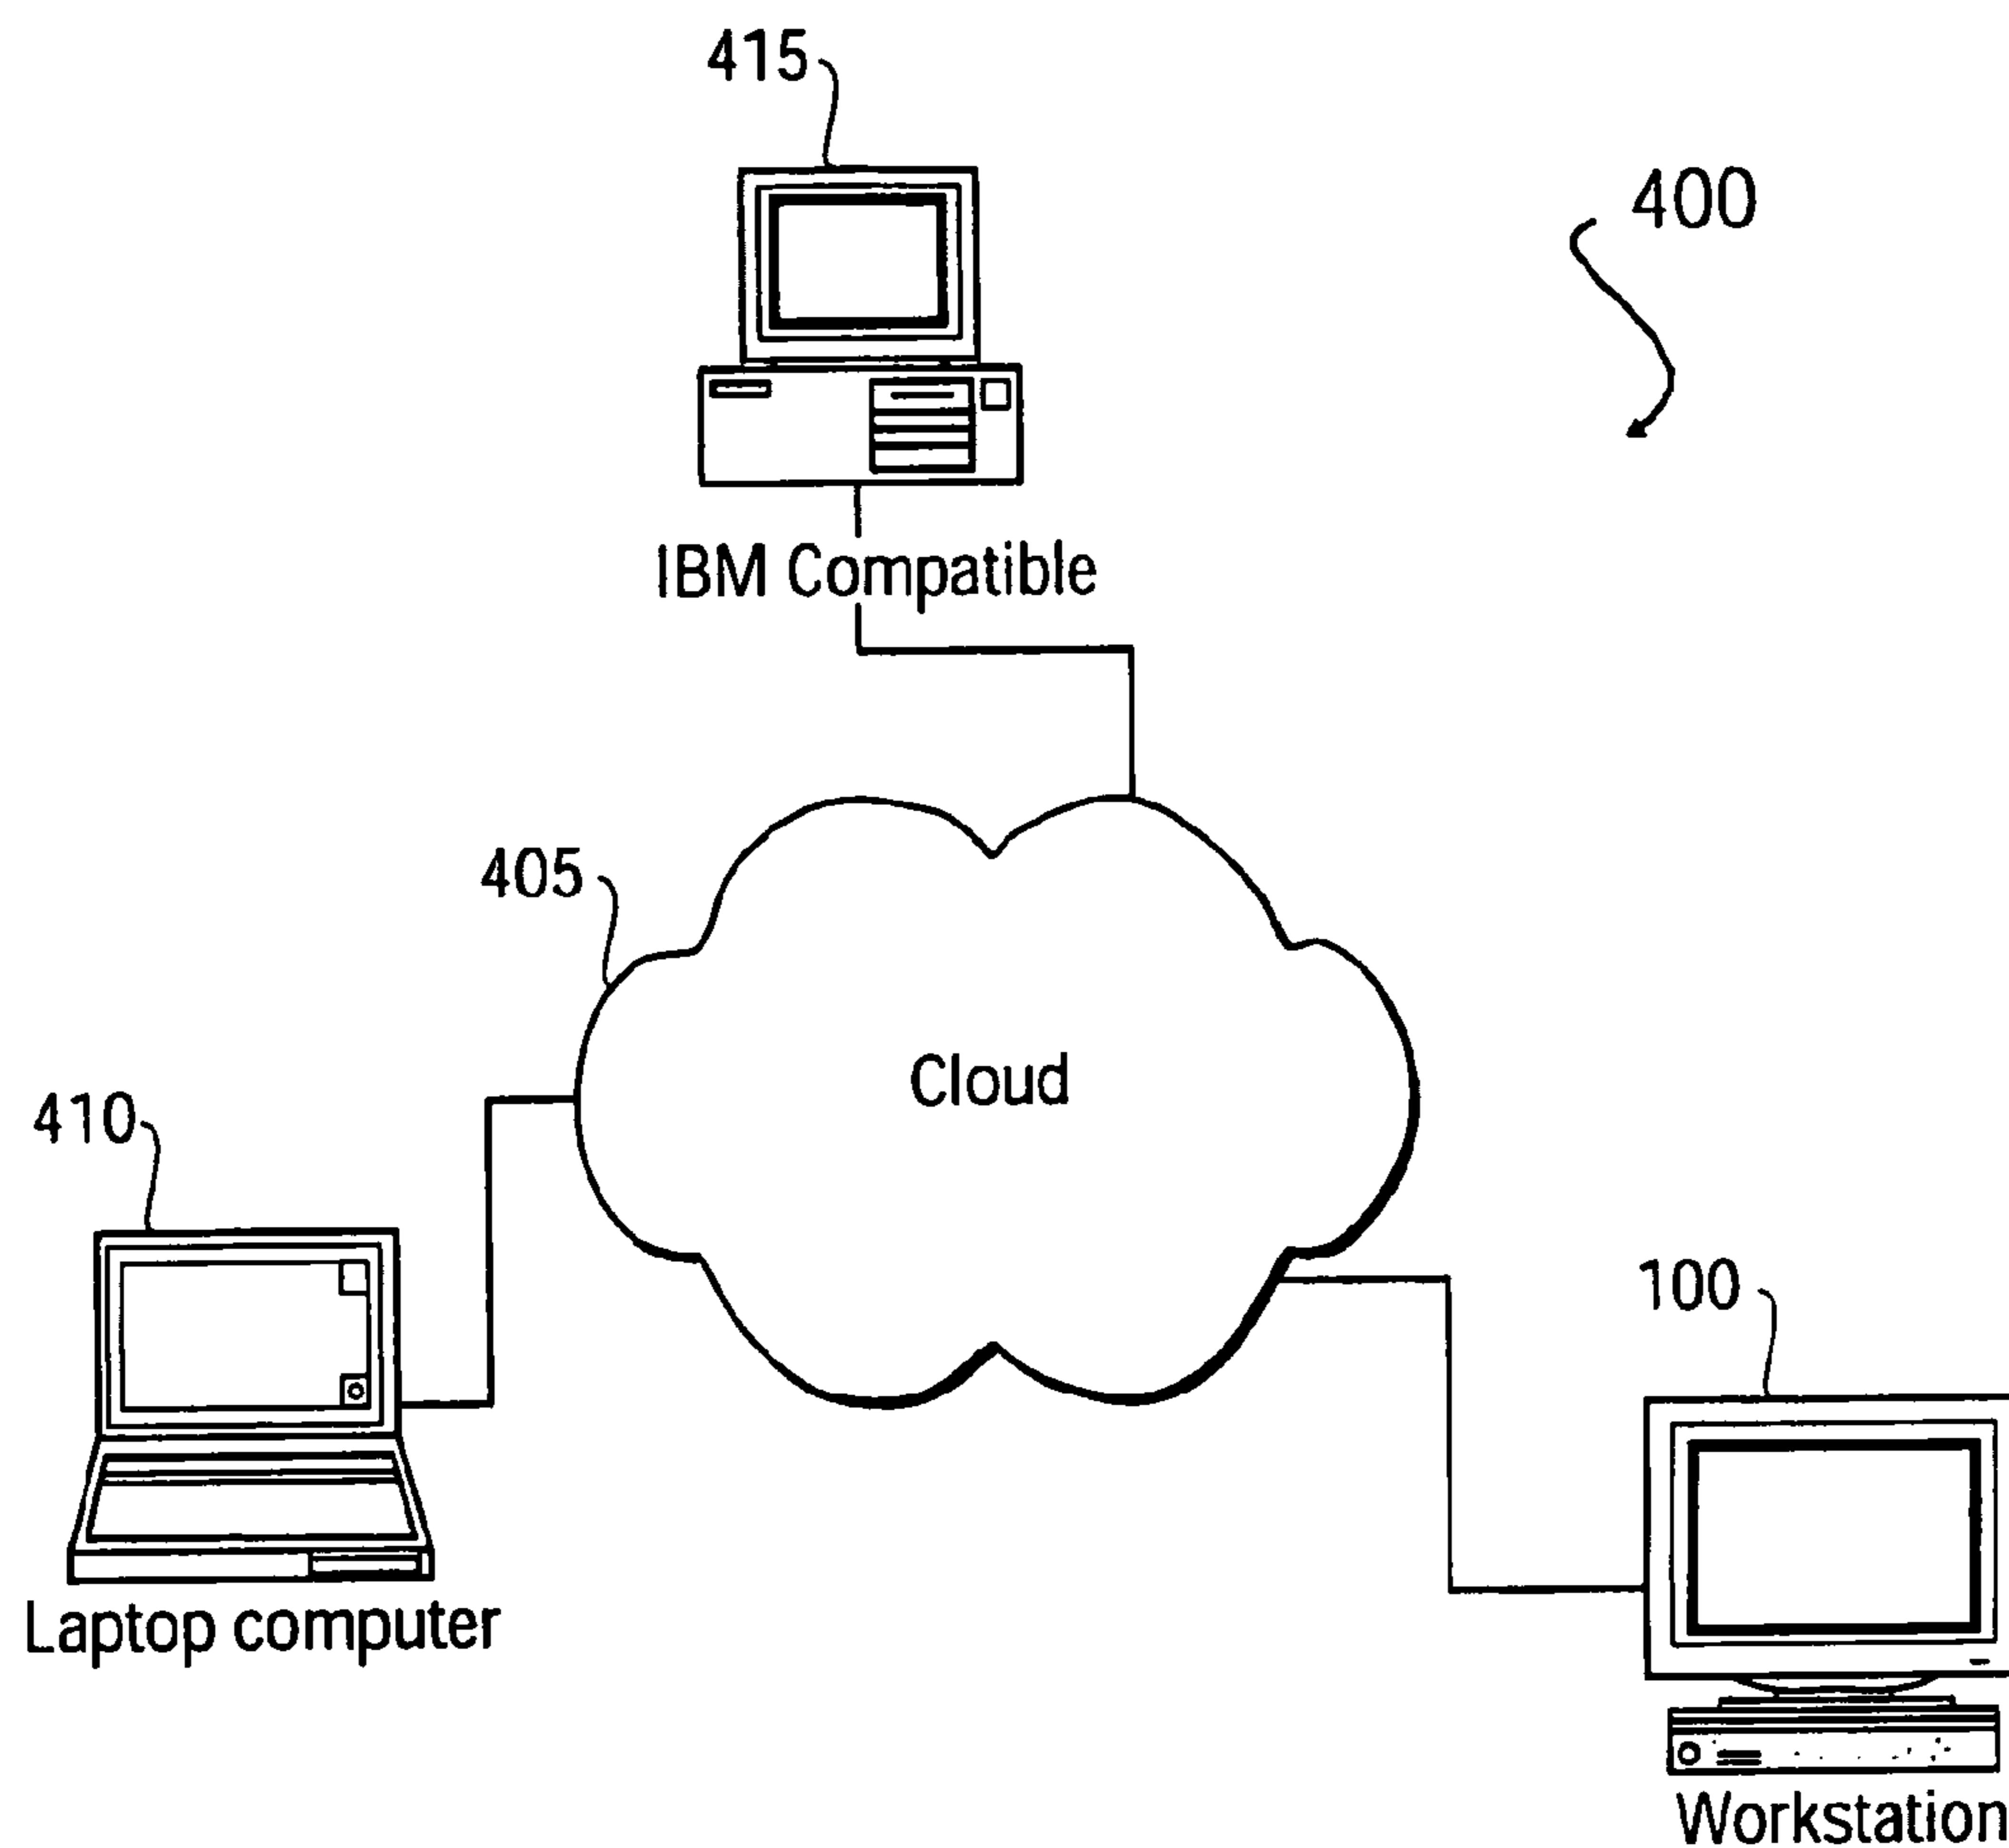 415
400
IBM Compatible
405
Cloud
410
100
Laptop computer
Workstation